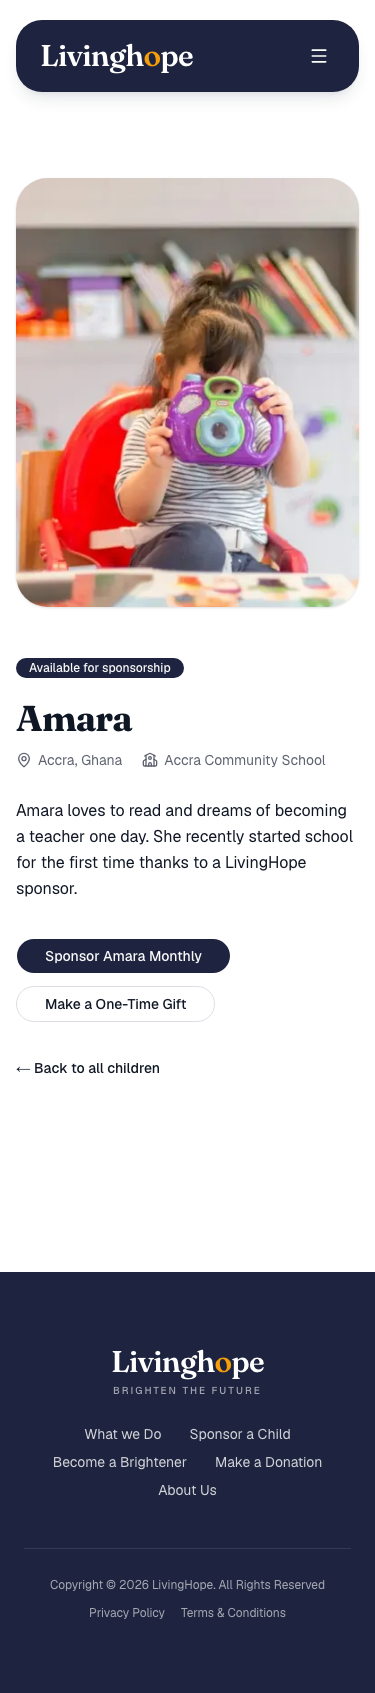 Livinghope
Available for sponsorship
Amara
Accra, Ghana Accra Community School
Amara loves to read and dreams of becoming
a teacher one day. She recently started school
for the first time thanks to a LivingHope
sponsor.
Sponsor Amara Monthly
Make a One-Time Gift
← Back to all children
Livinghope
BRIGHTEN THE FUTURE
What we Do Sponsor a Child
Become a Brightener Make a Donation
About Us
Copyright © 2026 LivingHope. All Rights Reserved
Privacy Policy Terms & Conditions